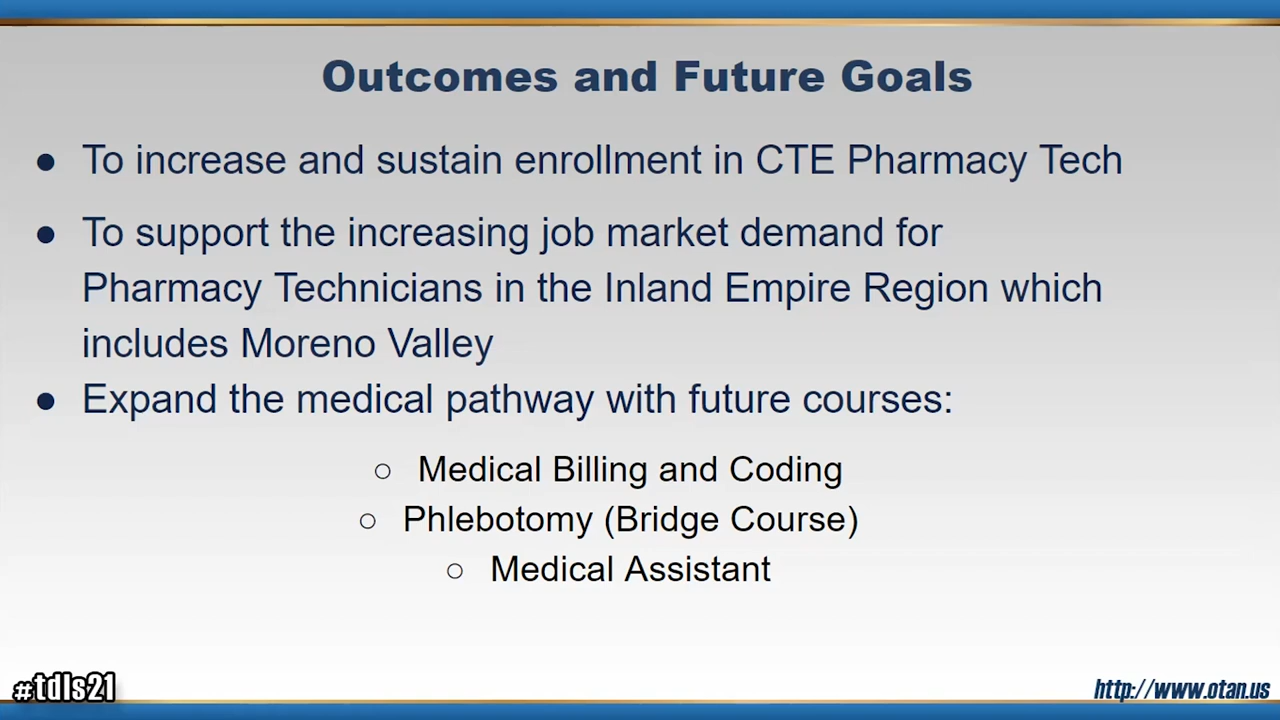 Outcomes and Future Goals
● To increase and sustain enrollment in CTE Pharmacy Tech
● To support the increasing job market demand for
Pharmacy Technicians in the Inland Empire Region which
includes Moreno Valley
● Expand the medical pathway with future courses:
○ Medical Billing and Coding
○ Phlebotomy (Bridge Course)
○ Medical Assistant
#tdls21
http://www.otan.us